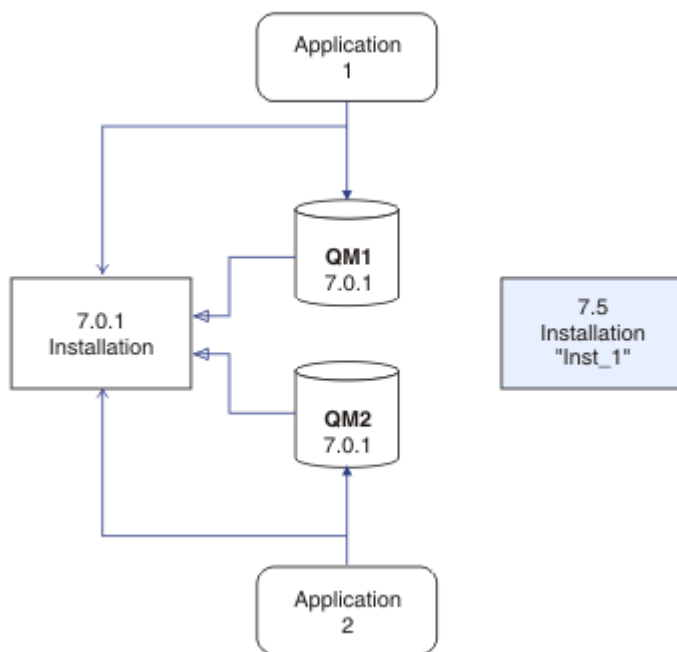 Application
1
QM1
7.0.1
7.0.1
Installation
7.5
Installation
"Inst_1"
QM2
7.0.1
Application
2